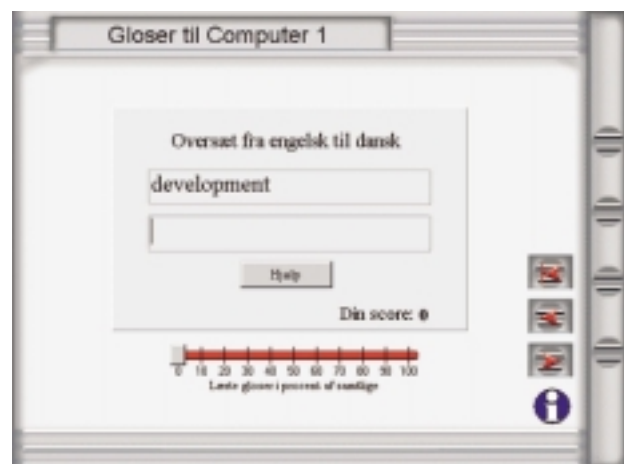 Gloser til Computer 1
Oversæt fra engelsk til dansk
development
Hjælp
Din score: 0
0 10 20 30 40 50 60 70 80 90 100
Lærte gloser i procent af samtlige